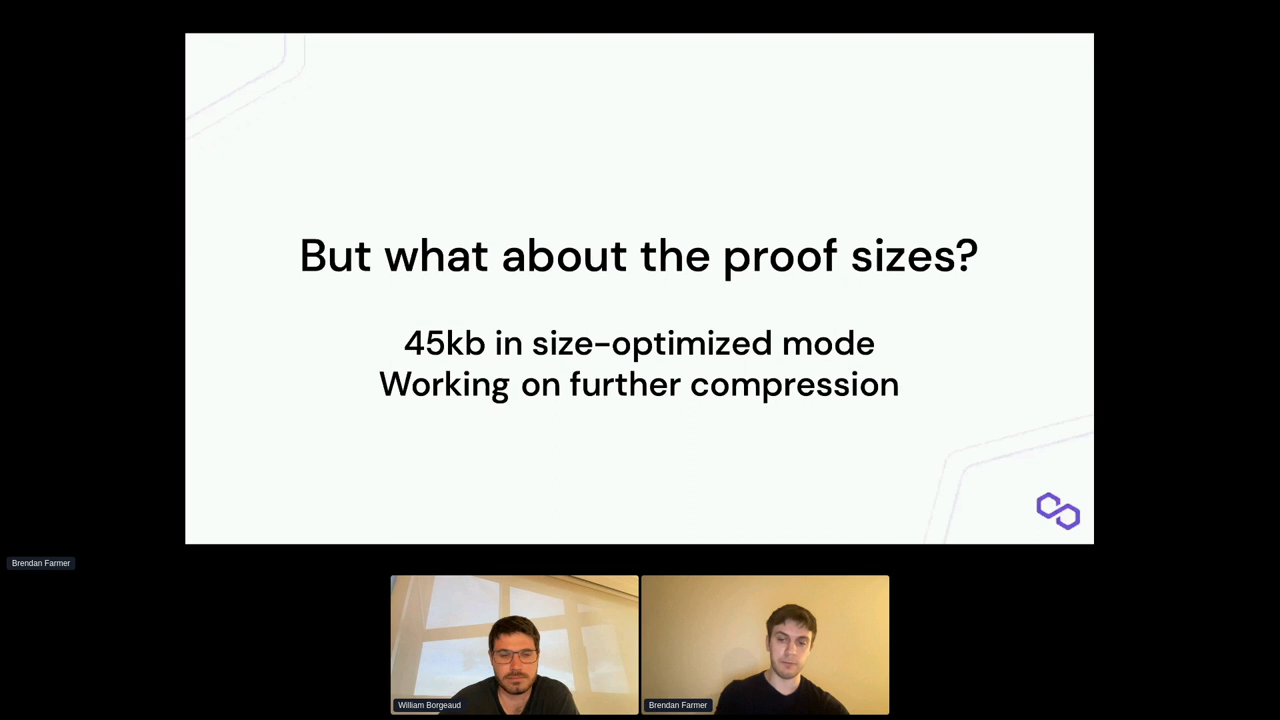 But what about the proof sizes?
45kb in size-optimized mode
Working on further compression
Brendan Farmer
William Borgeaud
Brendan Farmer